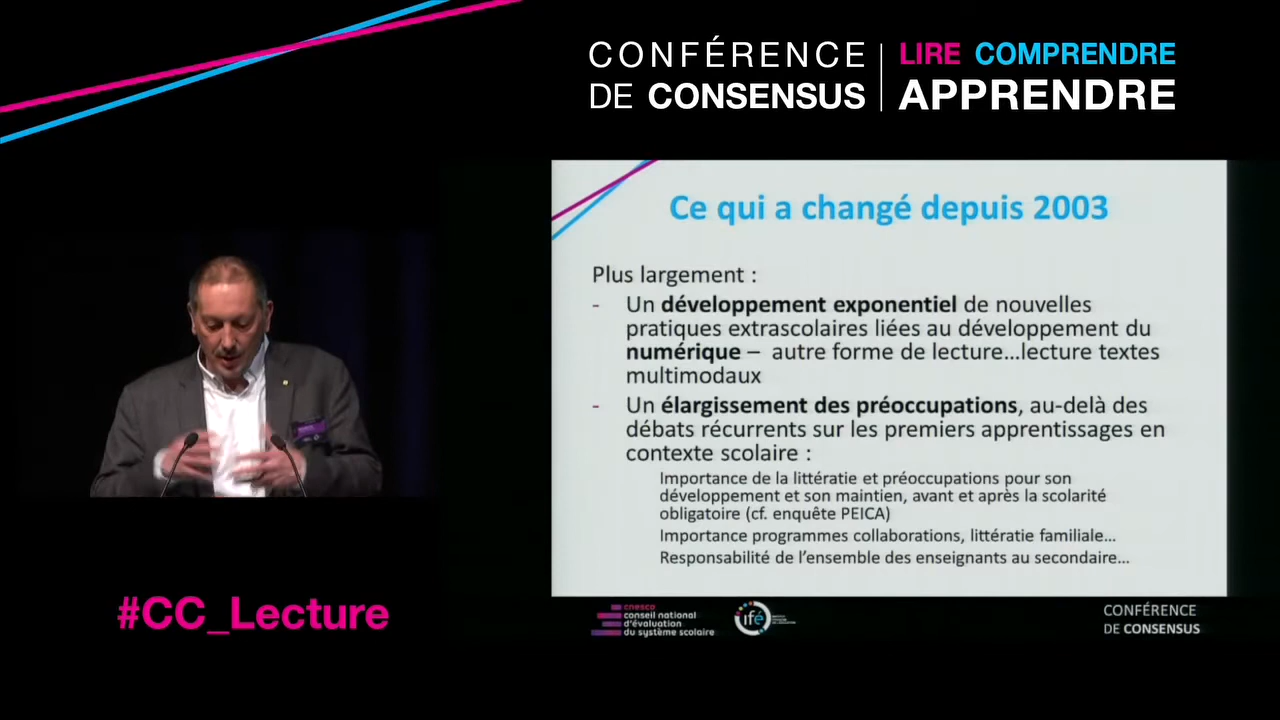 CONFÉRENCE
DE CONSENSUS
LIRE COMPRENDRE
APPRENDRE
Ce qui a changé depuis 2003
Plus largement :
- Un développement exponentiel de nouvelles
pratiques extrascolaires liées au développement du
numérique – autre forme de lecture...lecture textes
multimodaux
- Un élargissement des préoccupations, au-delà des
débats récurrents sur les premiers apprentissages en
contexte scolaire :
Importance de la littératie et préoccupations pour son
développement et son maintien, avant et après la scolarité
obligatoire (cf. enquête PEICA)
Importance programmes collaborations, littératie familiale...
Responsabilité de l'ensemble des enseignants au secondaire...
#CC_Lecture
cnesco
conseil national
d'évaluation
du système scolaire
ifé
CONFÉRENCE
DE CONSENSUS